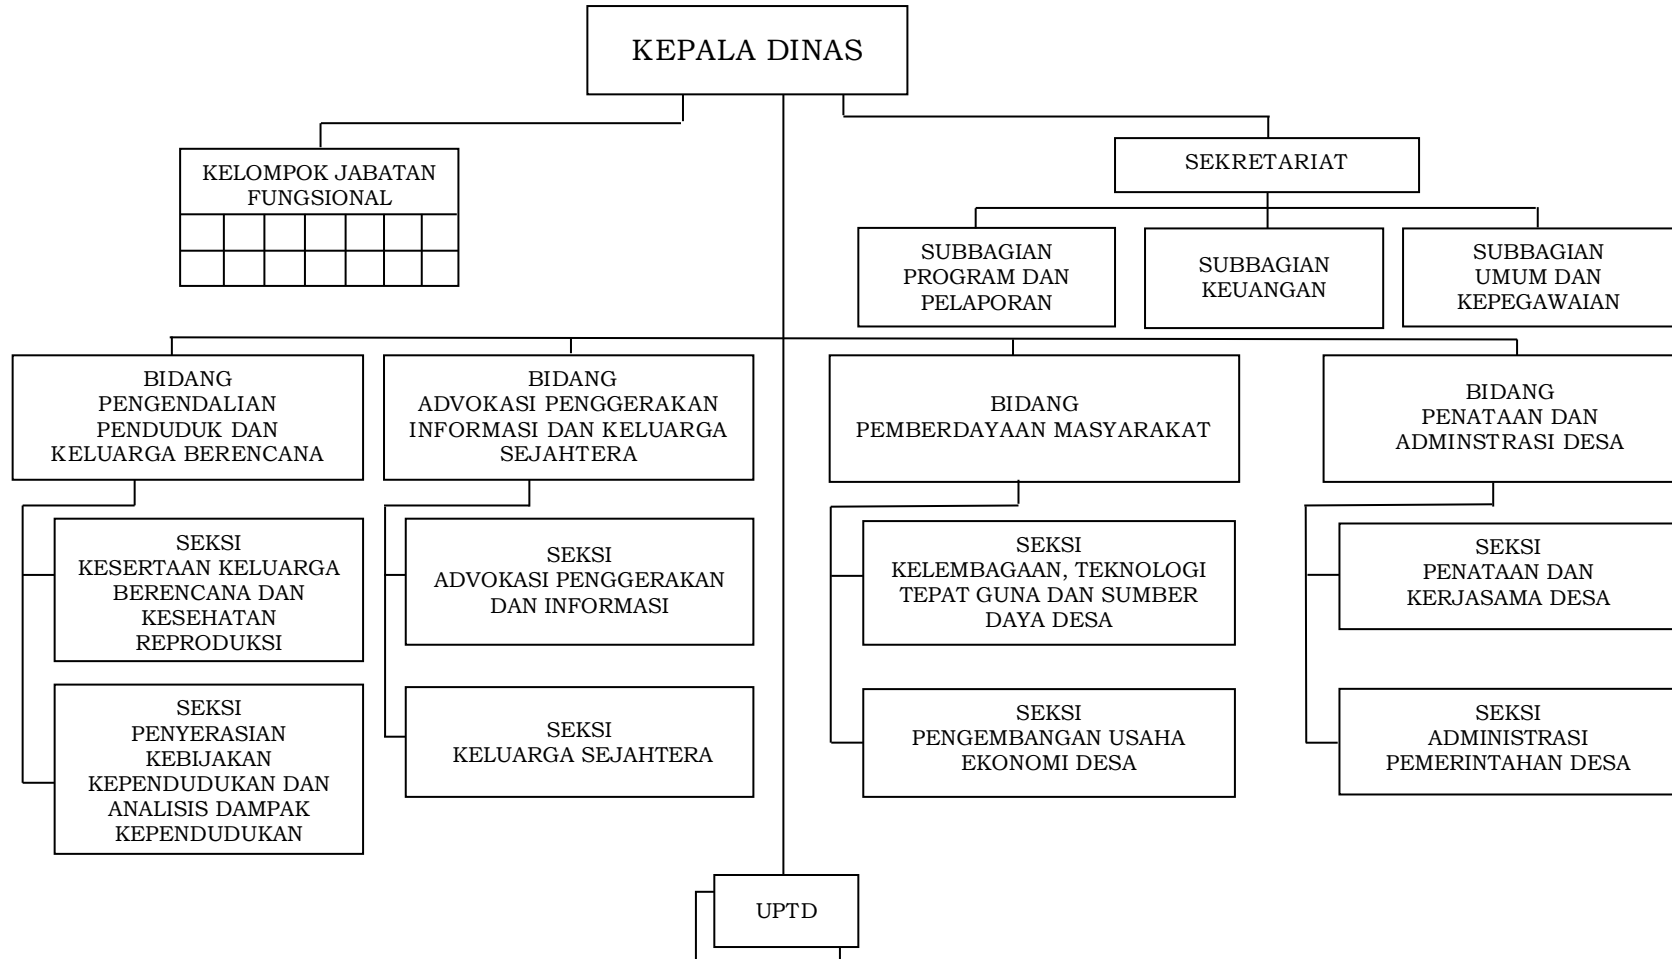 KEPALA DINAS
KELOMPOK JABATAN
FUNGSIONAL
SEKRETARIAT
SUBBAGIAN
PROGRAM DAN
PELAPORAN
SUBBAGIAN
KEUANGAN
SUBBAGIAN
UMUM DAN
KEPEGAWAIAN
BIDANG
PENGENDALIAN
PENDUDUK DAN
KELUARGA BERENCANA
BIDANG
ADVOKASI PENGGERAKAN
INFORMASI DAN KELUARGA
SEJAHTERA
BIDANG
PEMBERDAYAAN MASYARAKAT
BIDANG
PENATAAN DAN
ADMINSTRASI DESA
SEKSI
KESERTAAN KELUARGA
BERENCANA DAN
KESEHATAN
REPRODUKSI
SEKSI
ADVOKASI PENGGERAKAN
DAN INFORMASI
SEKSI
KELEMBAGAAN, TEKNOLOGI
TEPAT GUNA DAN SUMBER
DAYA DESA
SEKSI
PENATAAN DAN
KERJASAMA DESA
SEKSI
PENYERASIAN
KEBIJAKAN
KEPENDUDUKAN DAN
ANALISIS DAMPAK
KEPENDUDUKAN
SEKSI
KELUARGA SEJAHTERA
SEKSI
PENGEMBANGAN USAHA
EKONOMI DESA
SEKSI
ADMINISTRASI
PEMERINTAHAN DESA
UPTD